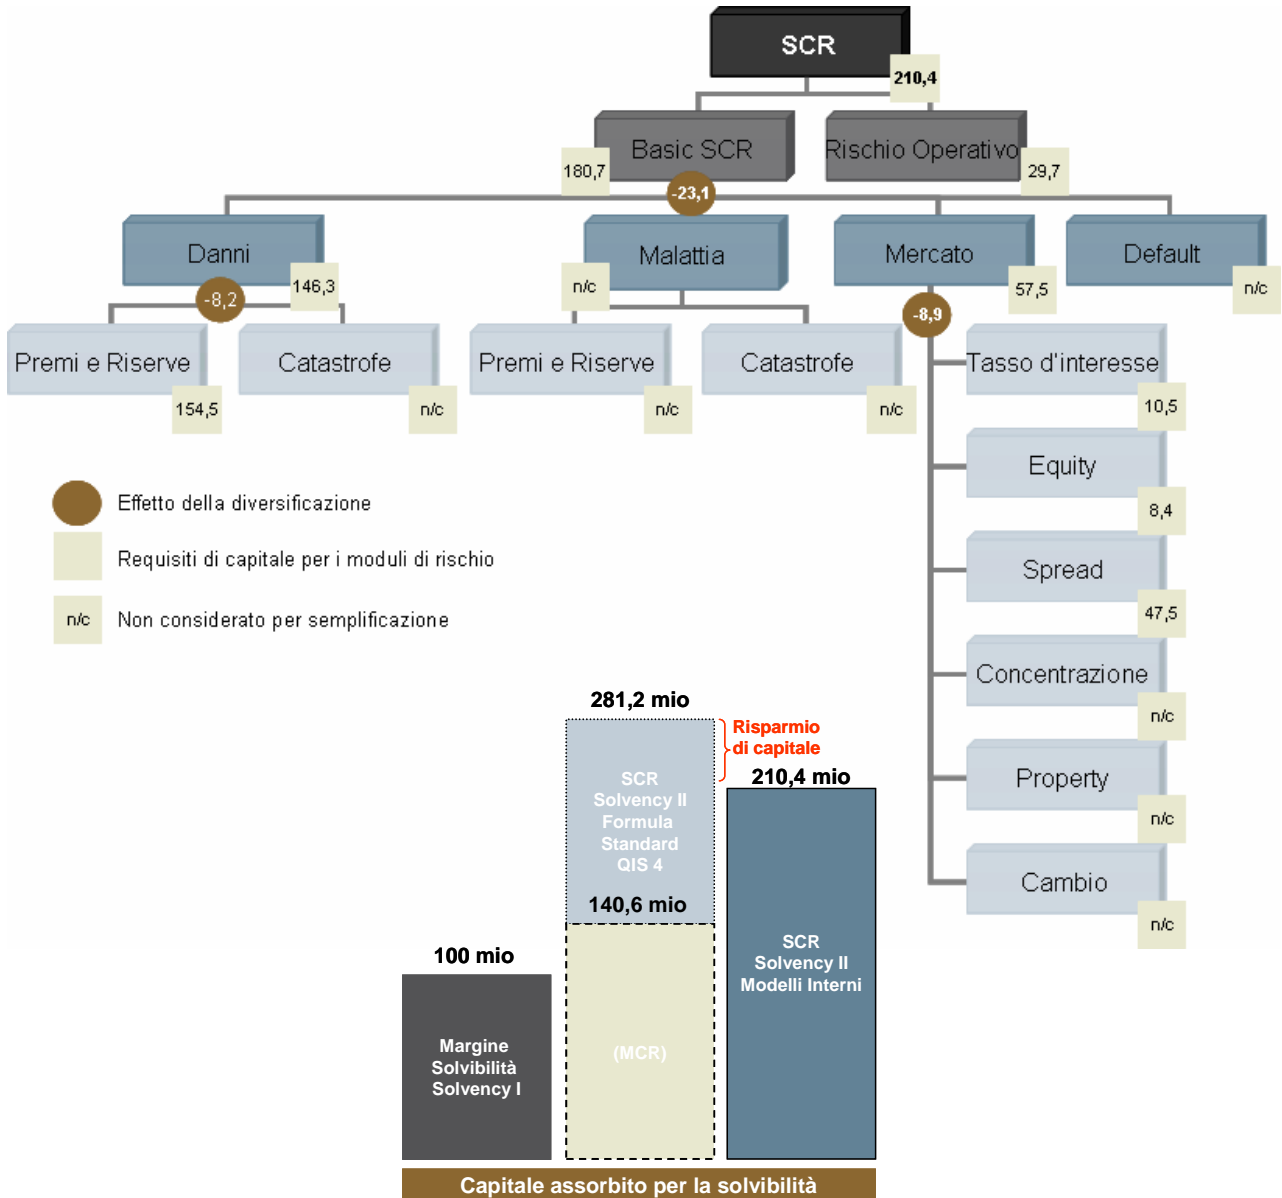 SCR
210,4
Basic SCR
180,7
Rischio Operativo
29,7
-23,1
Danni
146,3
-8,2
Malattia
n/c
Mercato
57,5
-8,9
Default
n/c
Premi e Riserve
154,5
Catastrofe
n/c
Premi e Riserve
n/c
Catastrofe
n/c
Tasso d'interesse
10,5
Equity
8,4
Spread
47,5
Concentrazione
n/c
Property
n/c
Cambio
n/c
Effetto della diversificazione
Requisiti di capitale per i moduli di rischio
n/c Non considerato per semplificazione
281,2 mio
Risparmio
di capitale
210,4 mio
SCR
Solvency II
Formula
Standard
QIS 4
140,6 mio
100 mio
SCR
Solvency II
Modelli Interni
Margine
Solvibilità
Solvency I
(MCR)
Capitale assorbito per la solvibilità